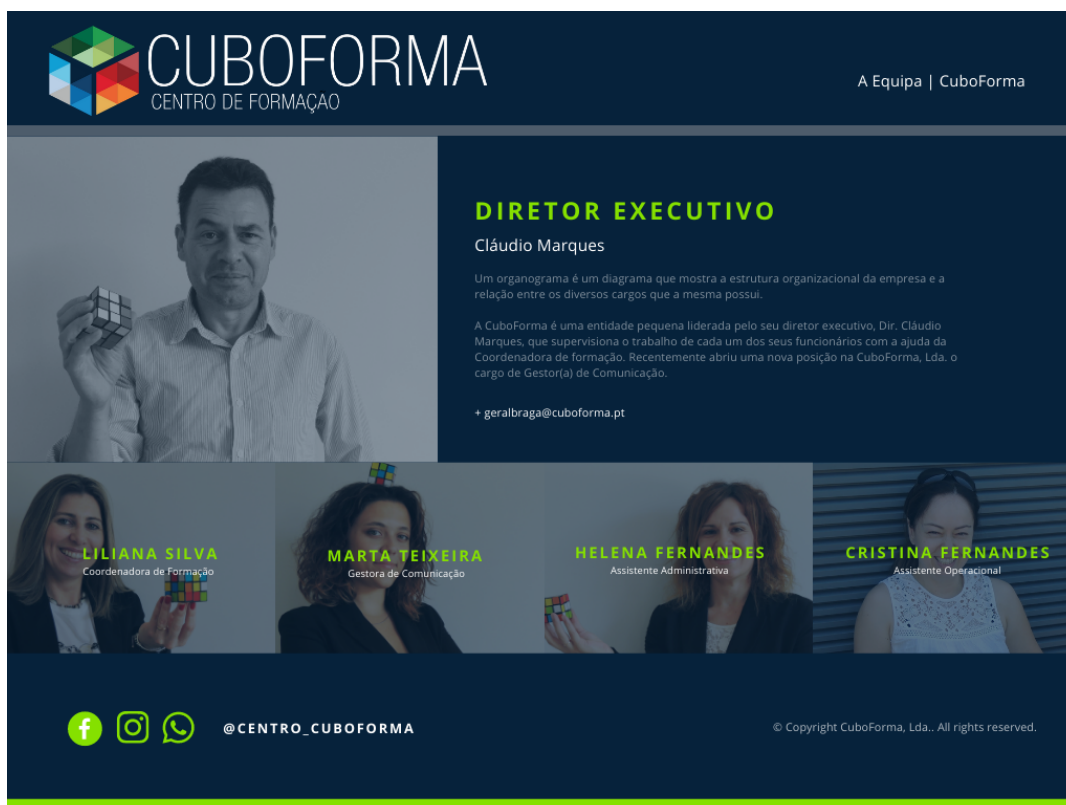 CUBOFORMA
CENTRO DE FORMAÇAO
A Equipa | CuboForma
DIRETOR EXECUTIVO
Cláudio Marques
Um organograma é um diagrama que mostra a estrutura organizacional da empresa e a
relação entre os diversos cargos que a mesma possui.
A CuboForma é uma entidade pequena liderada pelo seu diretor executivo, Dir. Cláudio
Marques, que supervisiona o trabalho de cada um dos seus funcionários com a ajuda da
Coordenadora de formação. Recentemente abriu uma nova posição na CuboForma, Lda. o
cargo de Gestor(a) de Comunicação.
+ geralbraga@cuboforma.pt
LILIANA SILVA
Coordenadora de Formação
MARTA TEIXEIRA
Gestora de Comunicação
HELENA FERNANDES
Assistente Administrativa
CRISTINA FERNANDES
Assistente Operacional
@CENTRO_CUBOFORMA
© Copyright CuboForma, Lda.. All rights reserved.